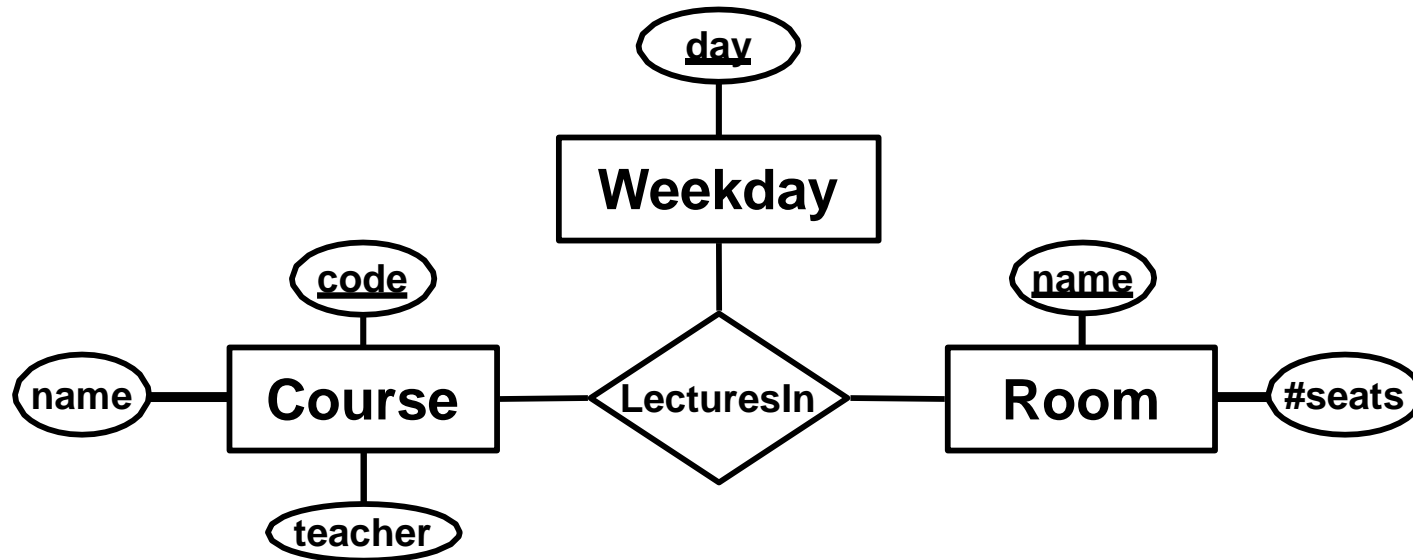 day
Weekday
code
name
name
Course
LecturesIn
Room
#seats
teacher